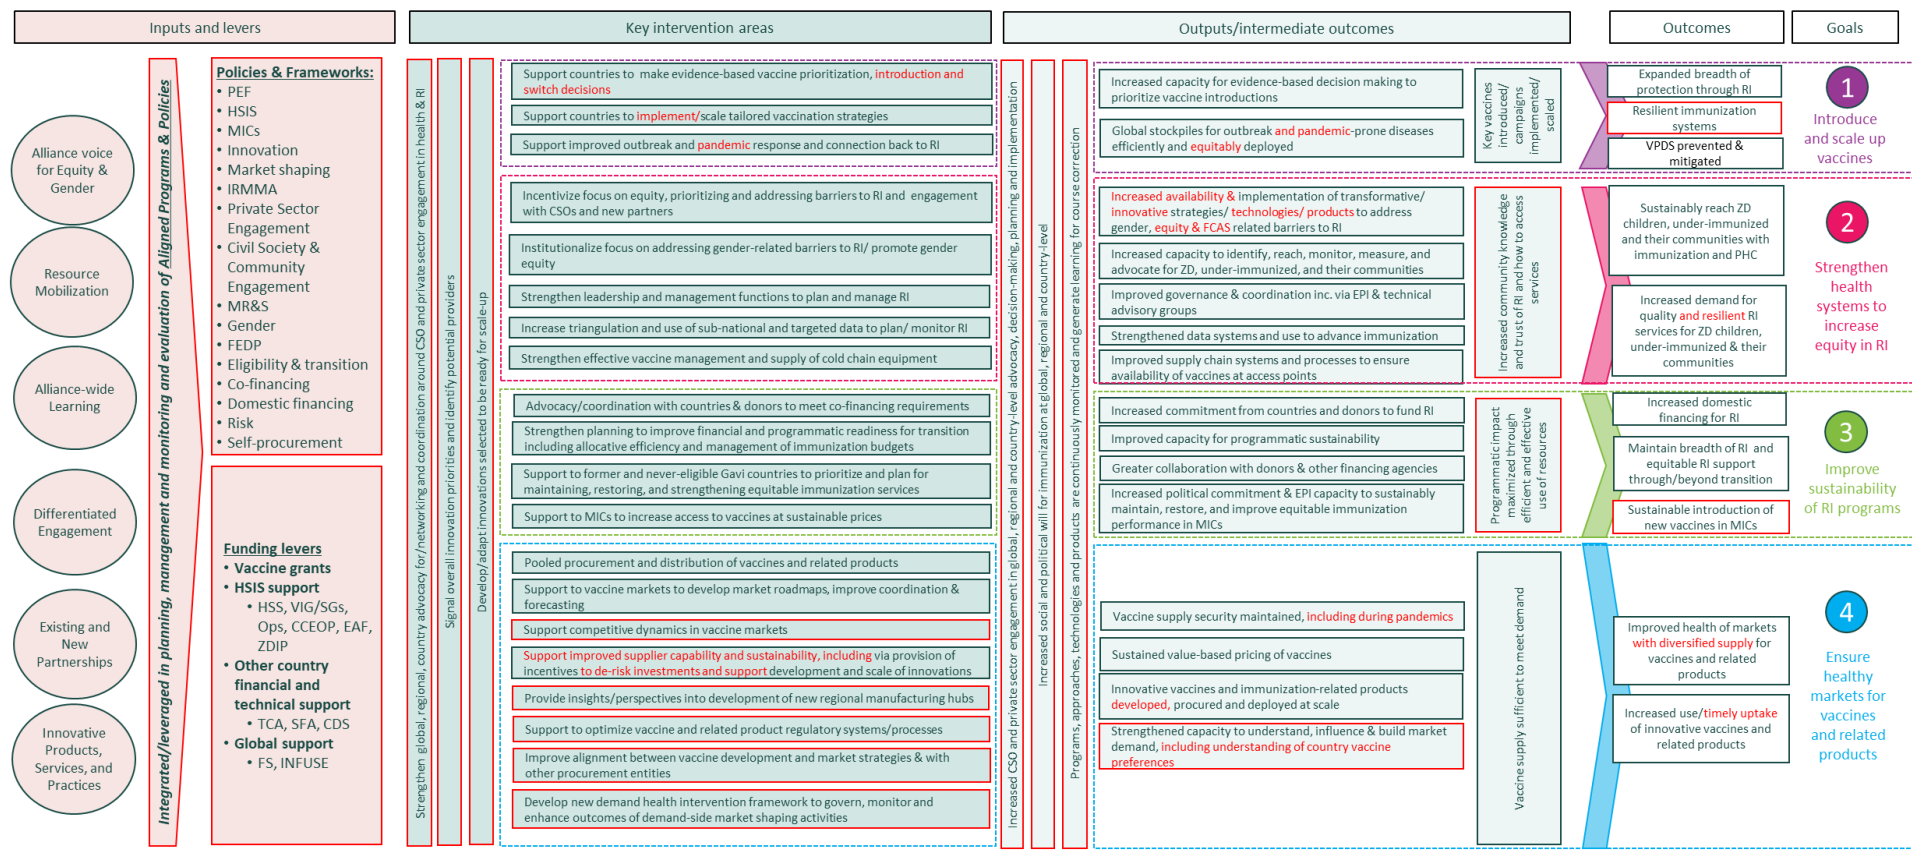 Inputs and levers
Key intervention areas
Outputs/intermediate outcomes
Outcomes
Goals
Alliance voice
for Equity &
Gender
Resource
Mobilization
Alliance-wide
Learning
Differentiated
Engagement
Existing and
New
Partnerships
Innovative
Products,
Services, and
Practices
Integrated/leveraged in planning, management and monitoring and evaluation of Aligned Programs & Policies
Policies & Frameworks:
• PEF
• HSIS
• MICs
• Innovation
• Market shaping
• IRMMA
• Private Sector
Engagement
• Civil Society &
Community
Engagement
• MR&S
• Gender
• FEDP
• Eligibility & transition
• Co-financing
• Domestic financing
• Risk
• Self-procurement
Funding levers
• Vaccine grants
• HSIS support
• HSS, VIG/SGs,
Ops, CCEOP, EAF,
ZDIP
• Other country
financial and
technical support
• TCA, SFA, CDS
• Global support
• FS, INFUSE
Strengthen global, regional, country advocacy for/networking and coordination around CSO and private sector engagement in health & RI
Signal overall innovation priorities and identify potential providers
Develop/adapt innovations selected to be ready for scale-up
Support countries to make evidence-based vaccine prioritization, introduction and
switch decisions
Support countries to implement/scale tailored vaccination strategies
Support improved outbreak and pandemic response and connection back to RI
Incentivize focus on equity, prioritizing and addressing barriers to RI and engagement
with CSOs and new partners
Institutionalize focus on addressing gender-related barriers to RI/ promote gender
equity
Strengthen leadership and management functions to plan and manage RI
Increase triangulation and use of sub-national and targeted data to plan/ monitor RI
Strengthen effective vaccine management and supply of cold chain equipment
Advocacy/coordination with countries & donors to meet co-financing requirements
Strengthen planning to improve financial and programmatic readiness for transition
including allocative efficiency and management of immunization budgets
Support to former and never-eligible Gavi countries to prioritize and plan for
maintaining, restoring, and strengthening equitable immunization services
Support to MICs to increase access to vaccines at sustainable prices
Pooled procurement and distribution of vaccines and related products
Support to vaccine markets to develop market roadmaps, improve coordination &
forecasting
Support competitive dynamics in vaccine markets
Support improved supplier capability and sustainability, including via provision of
incentives to de-risk investments and support development and scale of innovations
Provide insights/perspectives into development of new regional manufacturing hubs
Support to optimize vaccine and related product regulatory systems/processes
Improve alignment between vaccine development and market strategies & with
other procurement entities
Develop new demand health intervention framework to govern, monitor and
enhance outcomes of demand-side market shaping activities
Increased CSO and private sector engagement in global, regional and country-level advocacy, decision-making, planning and implementation
Increased social and political will for immunization at global, regional and country-level
Programs, approaches, technologies and products are continuously monitored and generate learning for course correction
Increased capacity for evidence-based decision making to
prioritize vaccine introductions
Global stockpiles for outbreak and pandemic-prone diseases
efficiently and equitably deployed
Key vaccines
introduced/
campaigns
implemented/
scaled
Increased availability & implementation of transformative/
innovative strategies/ technologies/ products to address
gender, equity & FCAS related barriers to RI
Increased capacity to identify, reach, monitor, measure, and
advocate for ZD, under-immunized, and their communities
Improved governance & coordination inc. via EPI & technical
advisory groups
Strengthened data systems and use to advance immunization
Improved supply chain systems and processes to ensure
availability of vaccines at access points
Increased community knowledge
and trust of RI and how to access
services
Increased commitment from countries and donors to fund RI
Improved capacity for programmatic sustainability
Greater collaboration with donors & other financing agencies
Increased political commitment & EPI capacity to sustainably
maintain, restore, and improve equitable immunization
performance in MICs
Programmatic impact
maximized through
efficient and effective
use of resources
Vaccine supply security maintained, including during pandemics
Sustained value-based pricing of vaccines
Innovative vaccines and immunization-related products
developed, procured and deployed at scale
Strengthened capacity to understand, influence & build market
demand, including understanding of country vaccine
preferences
Vaccine supply sufficient to meet demand
Expanded breadth of
protection through RI
Resilient immunization
systems
VPDS prevented &
mitigated
Sustainably reach ZD
children, under-immunized
and their communities with
immunization and PHC
Increased demand for
quality and resilient RI
services for ZD children,
under-immunized & their
communities
Increased domestic
financing for RI
Maintain breadth of RI and
equitable RI support
through/beyond transition
Sustainable introduction of
new vaccines in MICs
Improved health of markets
with diversified supply for
vaccines and related
products
Increased use/timely uptake
of innovative vaccines and
related products
1
Introduce
and scale up
vaccines
2
Strengthen
health
systems to
increase
equity in RI
3
Improve
sustainability
of RI programs
4
Ensure
healthy
markets for
vaccines
and related
products